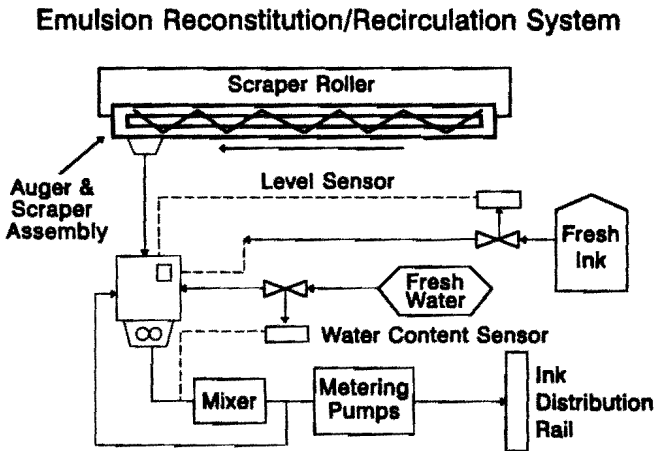 Emulsion Reconstitution/Recirculation System
Scraper Roller
Auger &
Scraper
Assembly
Level Sensor
Fresh
Ink
Fresh
Water
Water Content Sensor
Mixer
Metering
Pumps
Ink
Distribution
Rail